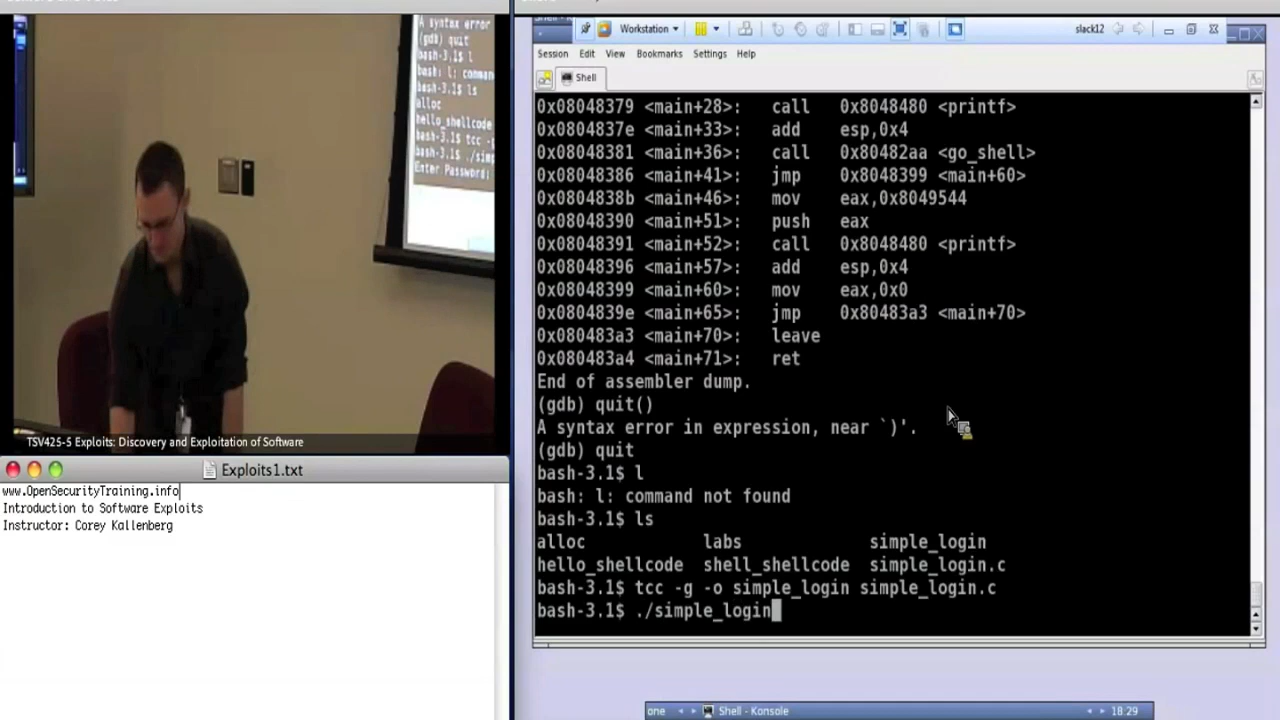 A syntax error
(gdb) quit
bash-3.1$ l
bash: l: comman
bash-3.1$ ls
alloc
hello_shellcode
bash-3.1$ tcc -
bash-3.1$ ./sim
Enter Password:
TSV425-5 Exploits: Discovery and Exploitation of Software
Exploits1.txt
www.OpenSecurityTraining.info
Introduction to Software Exploits
Instructor: Corey Kallenberg
Workstation
slack12
Session Edit View Bookmarks Settings Help
Shell
0x08048379 <main+28>: call 0x8048480 <printf>
0x0804837e <main+33>: add esp,0x4
0x08048381 <main+36>: call 0x80482aa <go_shell>
0x08048386 <main+41>: jmp 0x8048399 <main+60>
0x0804838b <main+46>: mov eax,0x8049544
0x08048390 <main+51>: push eax
0x08048391 <main+52>: call 0x8048480 <printf>
0x08048396 <main+57>: add esp,0x4
0x08048399 <main+60>: mov eax,0x0
0x0804839e <main+65>: jmp 0x80483a3 <main+70>
0x080483a3 <main+70>: leave
0x080483a4 <main+71>: ret
End of assembler dump.
(gdb) quit()
A syntax error in expression, near `)'.
(gdb) quit
bash-3.1$ l
bash: l: command not found
bash-3.1$ ls
alloc labs simple_login
hello_shellcode shell_shellcode simple_login.c
bash-3.1$ tcc -g -o simple_login simple_login.c
bash-3.1$ ./simple_login
one Shell - Konsole 18:29